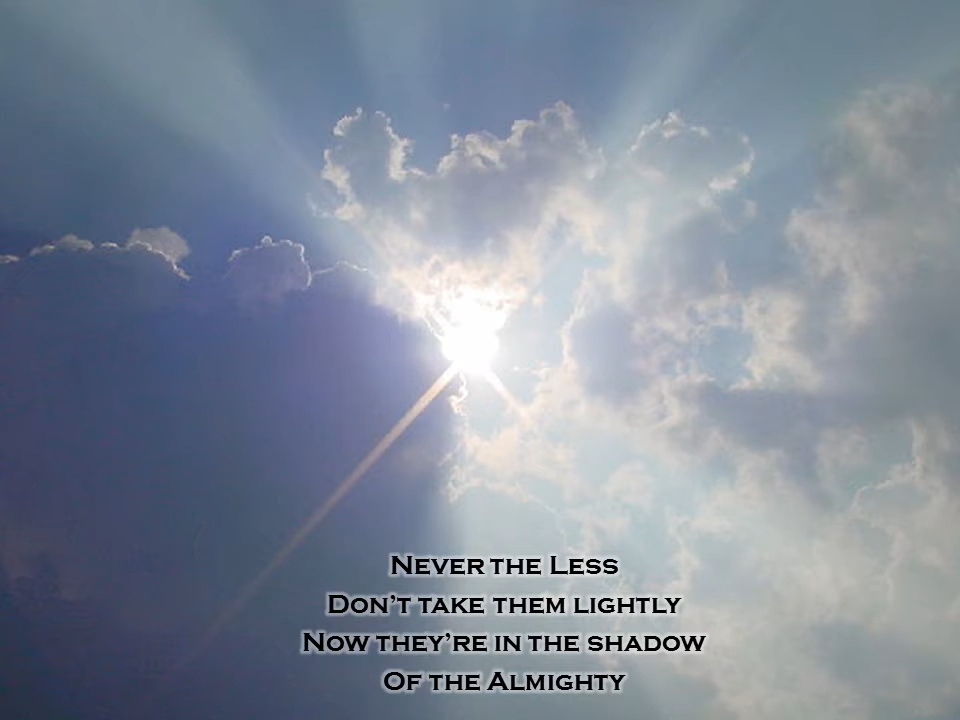 Never the Less
Don't take them lightly
Now they're in the shadow
Of the Almighty